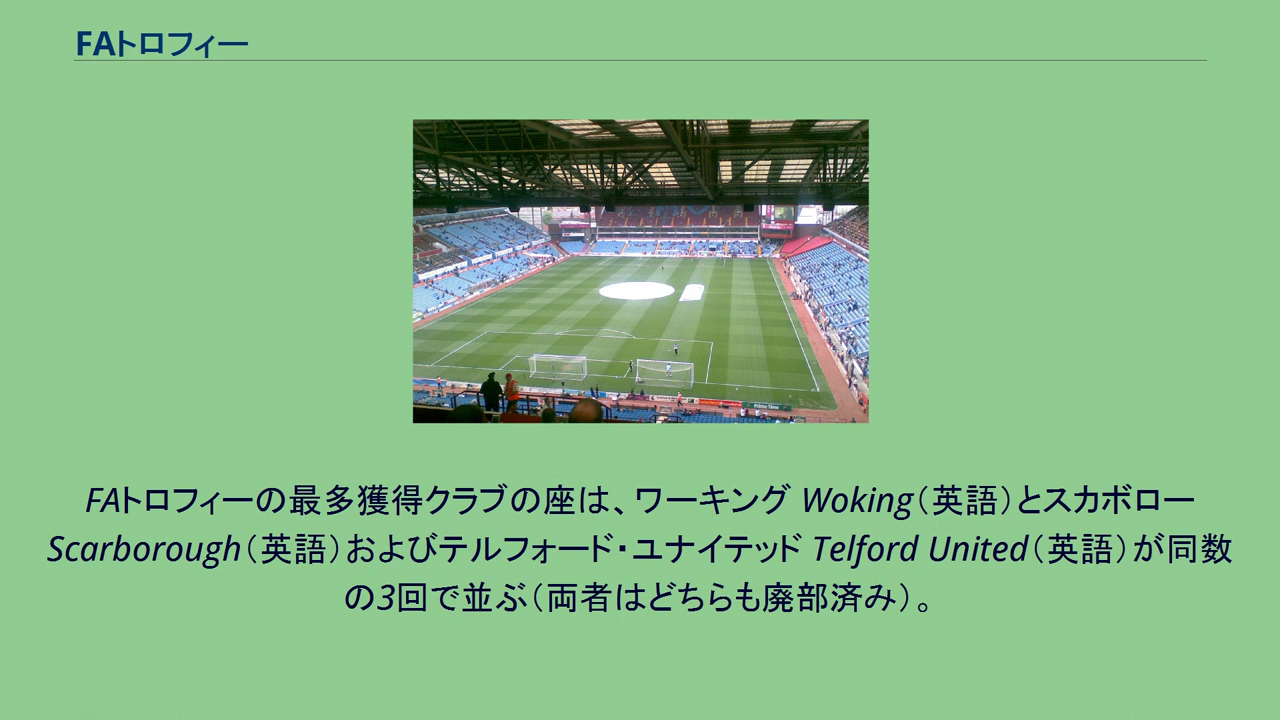 FAトロフィー
Prime Time
FAトロフィーの最多獲得クラブの座は、ワーキング Woking（英語）とスカボロー
Scarborough（英語）およびテルフォード・ユナイテッド Telford United（英語）が同数
の3回で並ぶ（両者はどちらも廃部済み）。